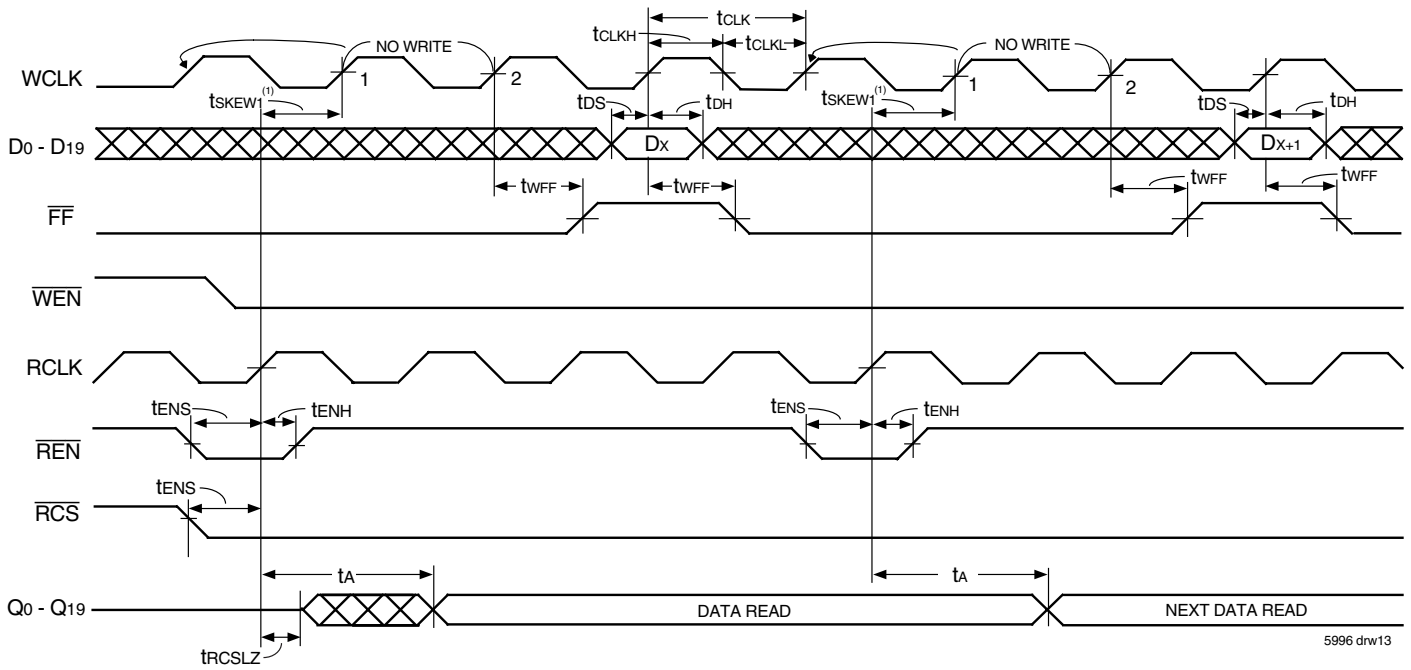 tCLK
tCLKH
tCLKL
NO WRITE
NO WRITE
WCLK
1
2
1
2
tSKEW1(1)
tDS
tDH
tSKEW1(1)
tDS
tDH
D0 - D19
DX
DX+1
tWFF
tWFF
tWFF
tWFF
FF
WEN
RCLK
tENS
tENH
tENS
tENH
REN
tENS
RCS
tA
tA
Q0 - Q19
DATA READ
NEXT DATA READ
tRCSLZ
5996 drw13